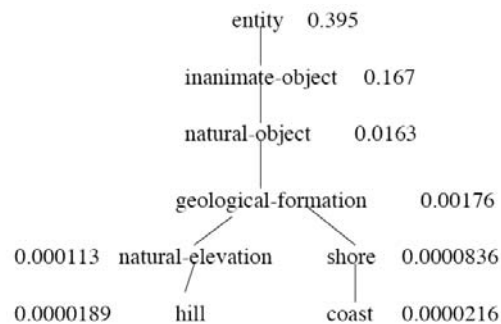 entity 0.395
inanimate-object 0.167
natural-object 0.0163
geological-formation 0.00176
0.000113 natural-elevation shore 0.0000836
0.0000189 hill coast 0.0000216